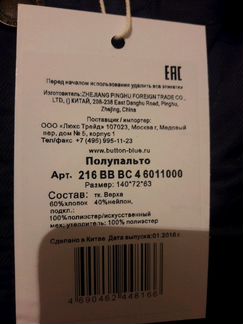 EAC
Перед началом использования удалить все этикетки
Изготовитель:ZHEJIANG PINGHU FOREIGN TRADE CO.,
LTD, () КИТАЙ, 208-238 East Danghu Road, Pinghu,
Zhejing, China
Поставщик / импортер:
ООО «Люкс Трейд» 107023, Москва г, Медовый
пер, дом № 5, корпус 1
Тел/факс +7 (495) 995-11-23
www.button-blue.ru
Полупальто
Арт. 216 BB BC 4 6011000
Размер: 140*72*63
Состав: тк. Верха
60%хлопок 40%нейлон,
подкл.:
100%полиэстер/искусственный
мех; утеплитель: 100% полиэстер
Сделано в Китае Дата выпуска:01.2016 г.
4 690462 448166